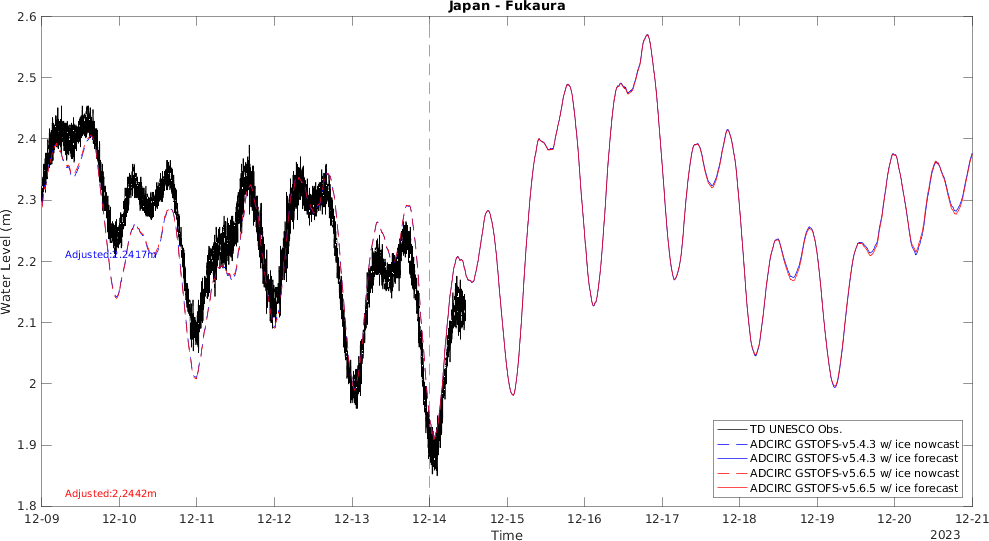 Japan - Fukaura
2.6
2.5
2.4
2.3
2.2
2.1
2
1.9
1.8
Water Level (m)
Adjusted:2.2417m
Adjusted:2.2442m
TD UNESCO Obs.
ADCIRC GSTOFS-v5.4.3 w/ ice nowcast
ADCIRC GSTOFS-v5.4.3 w/ ice forecast
ADCIRC GSTOFS-v5.6.5 w/ ice nowcast
ADCIRC GSTOFS-v5.6.5 w/ ice forecast
12-09 12-10 12-11 12-12 12-13 12-14 12-15 12-16 12-17 12-18 12-19 12-20 12-21
Time
2023